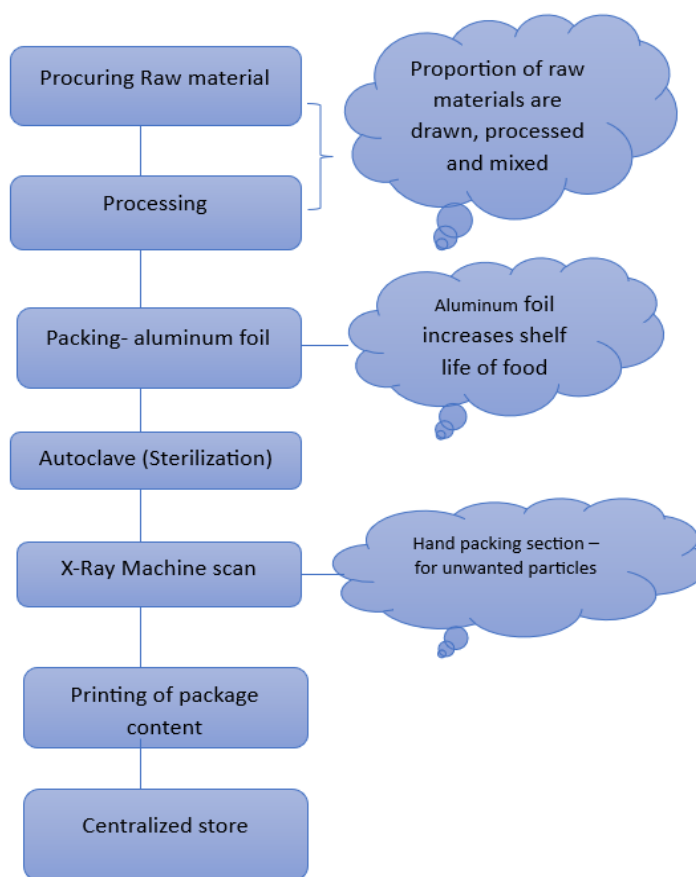 Procuring Raw material
Proportion of raw
materials are
drawn, processed
and mixed
Processing
Packing- aluminum foil
Aluminum foil
increases shelf
life of food
Autoclave (Sterilization)
X-Ray Machine scan
Hand packing section –
for unwanted particles
Printing of package
content
Centralized store